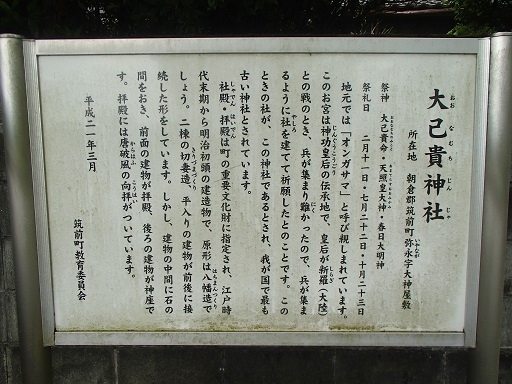 大己貴神社
おおなむちじんじゃ
所在地 朝倉郡筑前町弥永字大神屋敷
祭神 大己貴命・天照皇大神・春日大明神
祭礼日 二月十一日・七月二十二日・十月二十三日
地元では「オンガサマ」と呼び親しまれています。
このお宮は神功皇后の伝承地で、皇后が新羅(大陸)
との戦のとき、兵が集まり難かったので、兵が集ま
るように社を建てて祈願したとのことです。この
ときの社が、この神社であるとされ、我が国で最も
古い神社とされています。
社殿・拝殿は町の重要文化財に指定され、江戸時
代末期から明治初頭の建造物で、原形は八幡造で
しょう。二棟の切妻造、平入りの建物が前後に接
続した形をしています。しかし、建物の中間に石の
間をおき、前面の建物が拝殿、後ろの建物が神座で
す。拝殿には唐破風の向拝がついています。
平成二一年三月
筑前町教育委員会